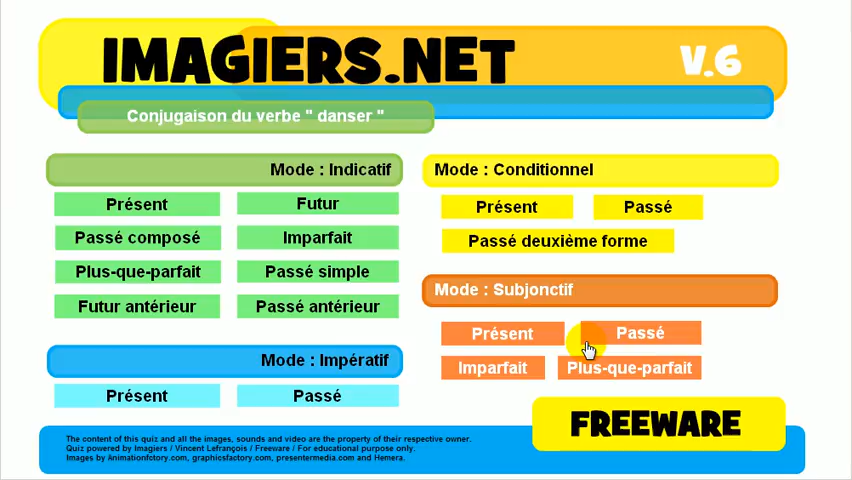 IMAGIERS.NET
V.6
Conjugaison du verbe " danser "
Mode : Indicatif
Présent
Futur
Passé composé
Imparfait
Plus-que-parfait
Passé simple
Futur antérieur
Passé antérieur
Mode : Impératif
Présent
Passé
Mode : Conditionnel
Présent
Passé
Passé deuxième forme
Mode : Subjonctif
Présent
Passé
Imparfait
Plus-que-parfait
FREEWARE
The content of this quiz and all the images, sounds and video are the property of their respective owner.
Quiz powered by Imagiers / Vincent Lefrançois / Freeware / For educational purpose only.
Images by Animationfctory.com, graphicsfactory.com, presentermedia.com and Hemera.